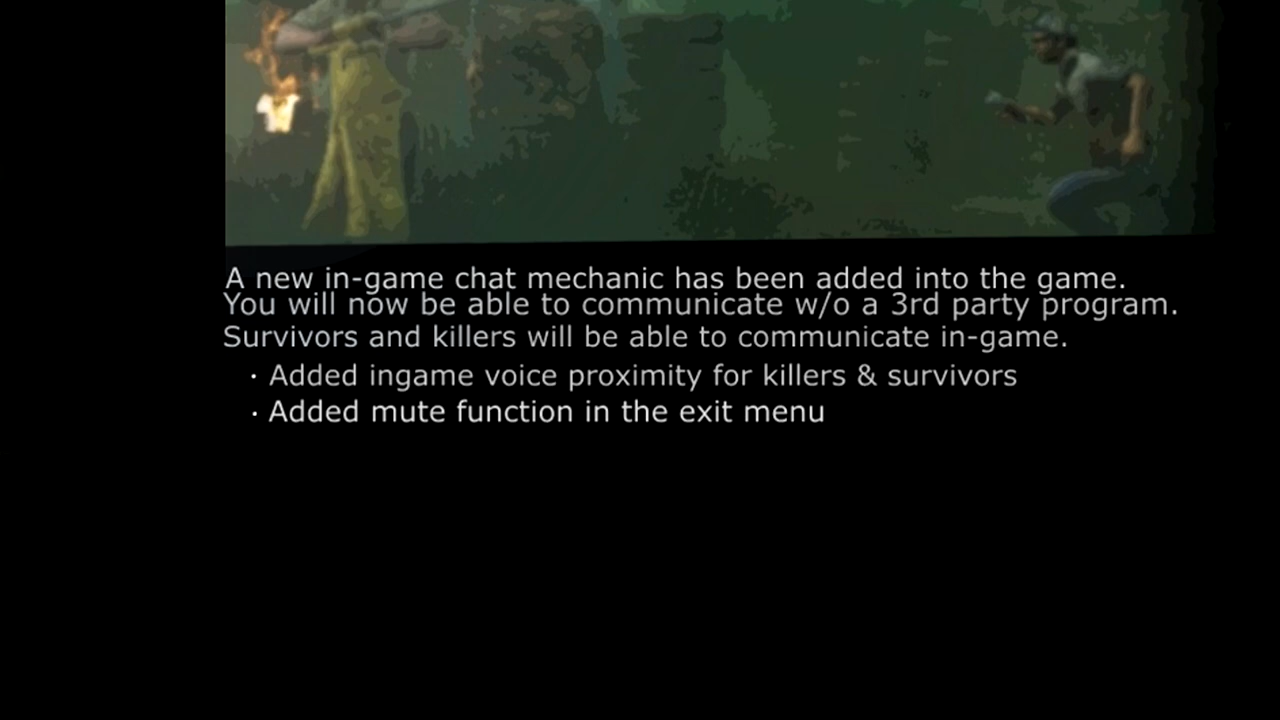 A new in-game chat mechanic has been added into the game.
You will now be able to communicate w/o a 3rd party program.
Survivors and killers will be able to communicate in-game.
· Added ingame voice proximity for killers & survivors
· Added mute function in the exit menu